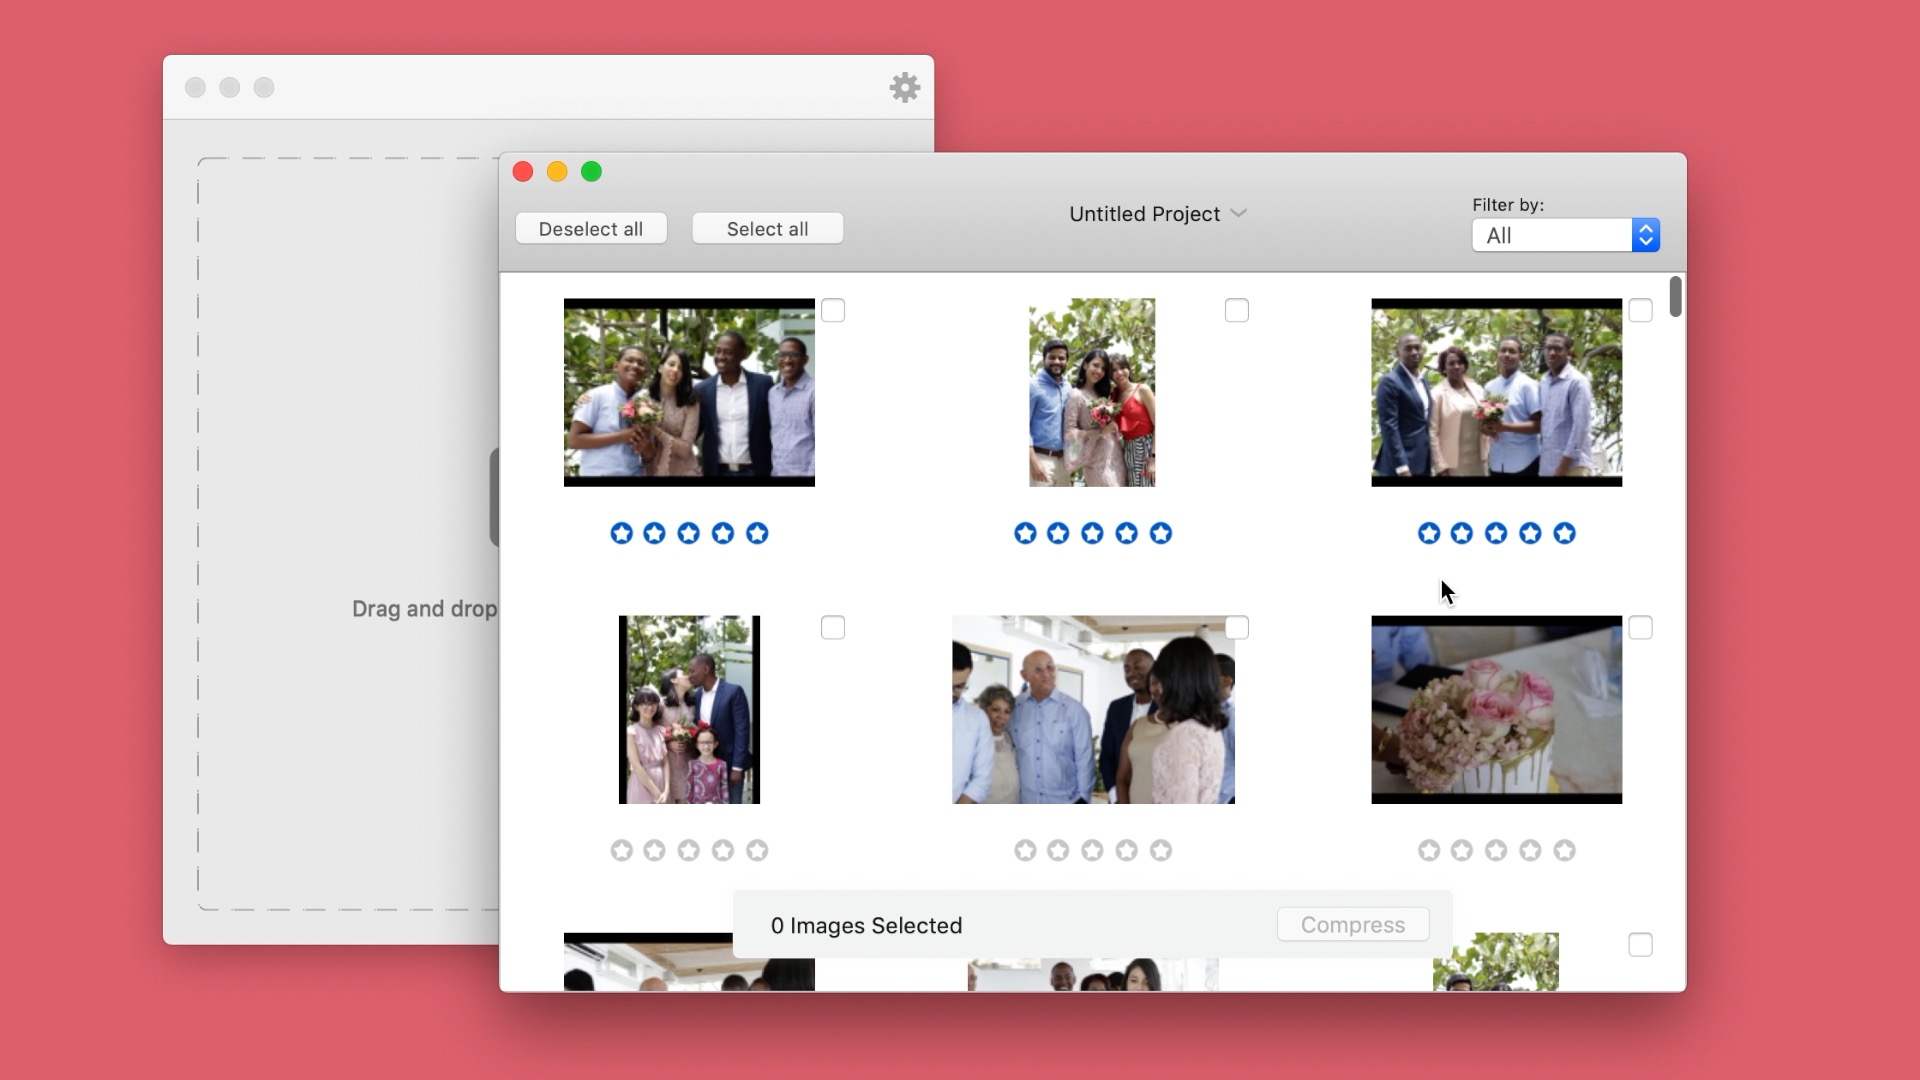 Deselect all
Select all
Untitled Project
Filter by:
All
Drag and drop
0 Images Selected
Compress